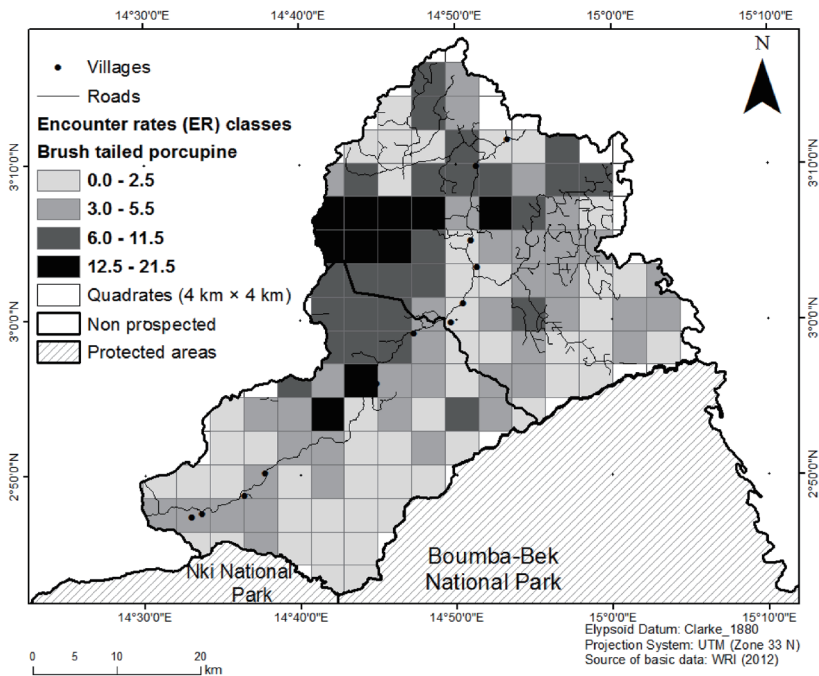 14°30'0"E 14°40'0"E 14°50'0"E 15°0'0"E 15°10'0"E
N
Villages
Roads
Encounter rates (ER) classes
Brush tailed porcupine
0.0 - 2.5
3.0 - 5.5
6.0 - 11.5
12.5 - 21.5
Quadrates (4 km × 4 km)
Non prospected
Protected areas
3°10'0"N
3°10'0"N
3°0'0"N
3°0'0"N
2°50'0"N
2°50'0"N
Nki National
Park
Boumba-Bek
National Park
14°30'0"E 14°40'0"E 14°50'0"E 15°0'0"E 15°10'0"E
Elypsoïd Datum: Clarke_1880
Projection System: UTM (Zone 33 N)
Source of basic data: WRI (2012)
0 5 10 20
km